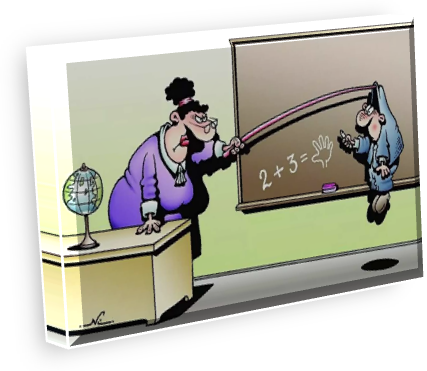 2 + 3 =